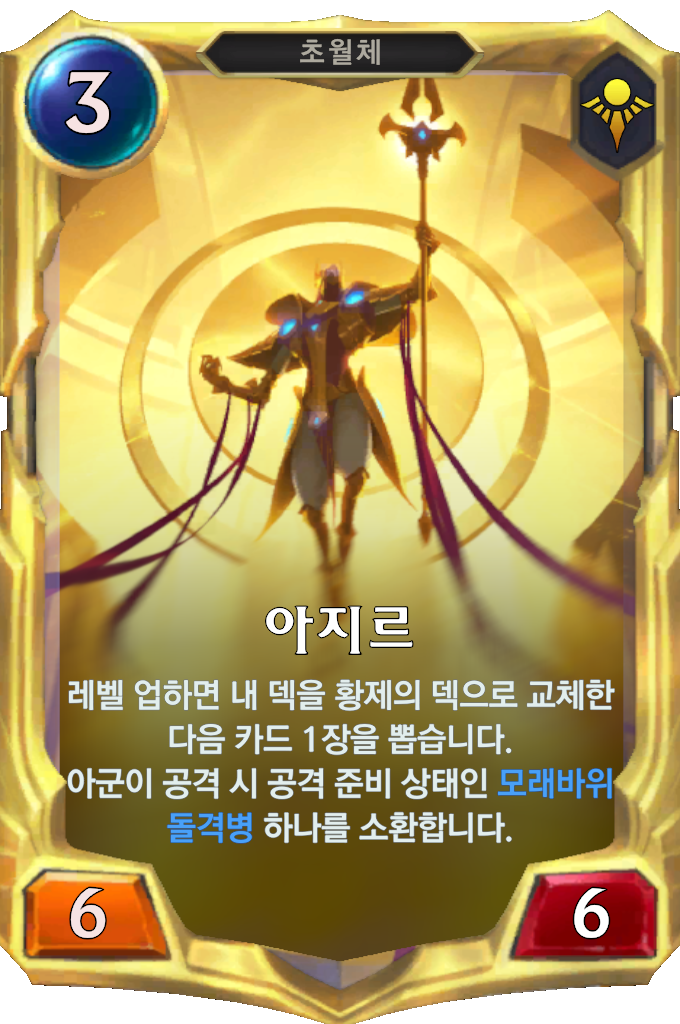 초월체
3
아지르
레벨 업하면 내 덱을 황제의 덱으로 교체한
다음 카드 1장을 뽑습니다.
아군이 공격 시 공격 준비 상태인 모래바위
돌격병 하나를 소환합니다.
6
6